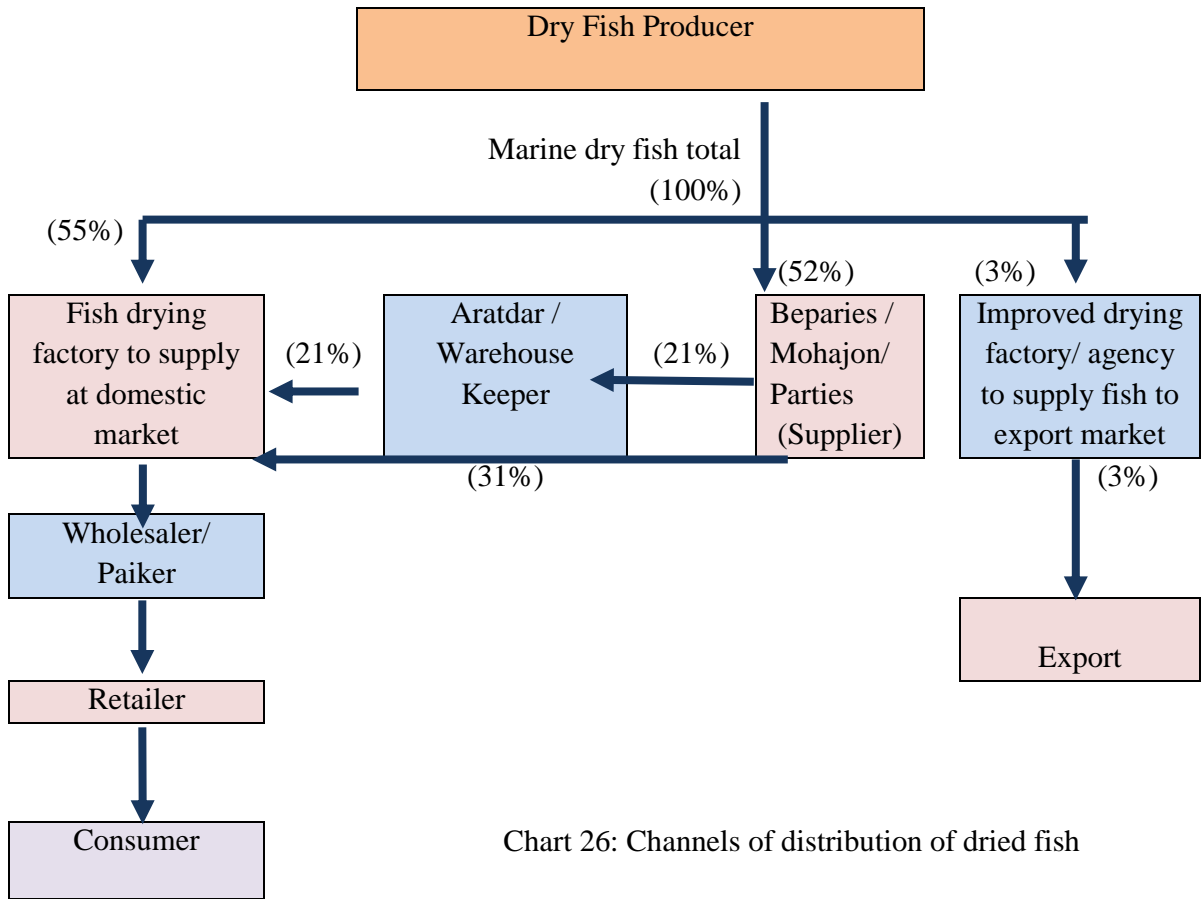 Dry Fish Producer
Marine dry fish total
(100%)
(55%)
(52%)
(3%)
Fish drying
factory to supply
at domestic
market
(21%)
Aratdar /
Warehouse
Keeper
(21%)
Beparies /
Mohajon/
Parties
(Supplier)
Improved drying
factory/ agency
to supply fish to
export market
(31%)
(3%)
Wholesaler/
Paiker
Export
Retailer
Consumer
Chart 26: Channels of distribution of dried fish